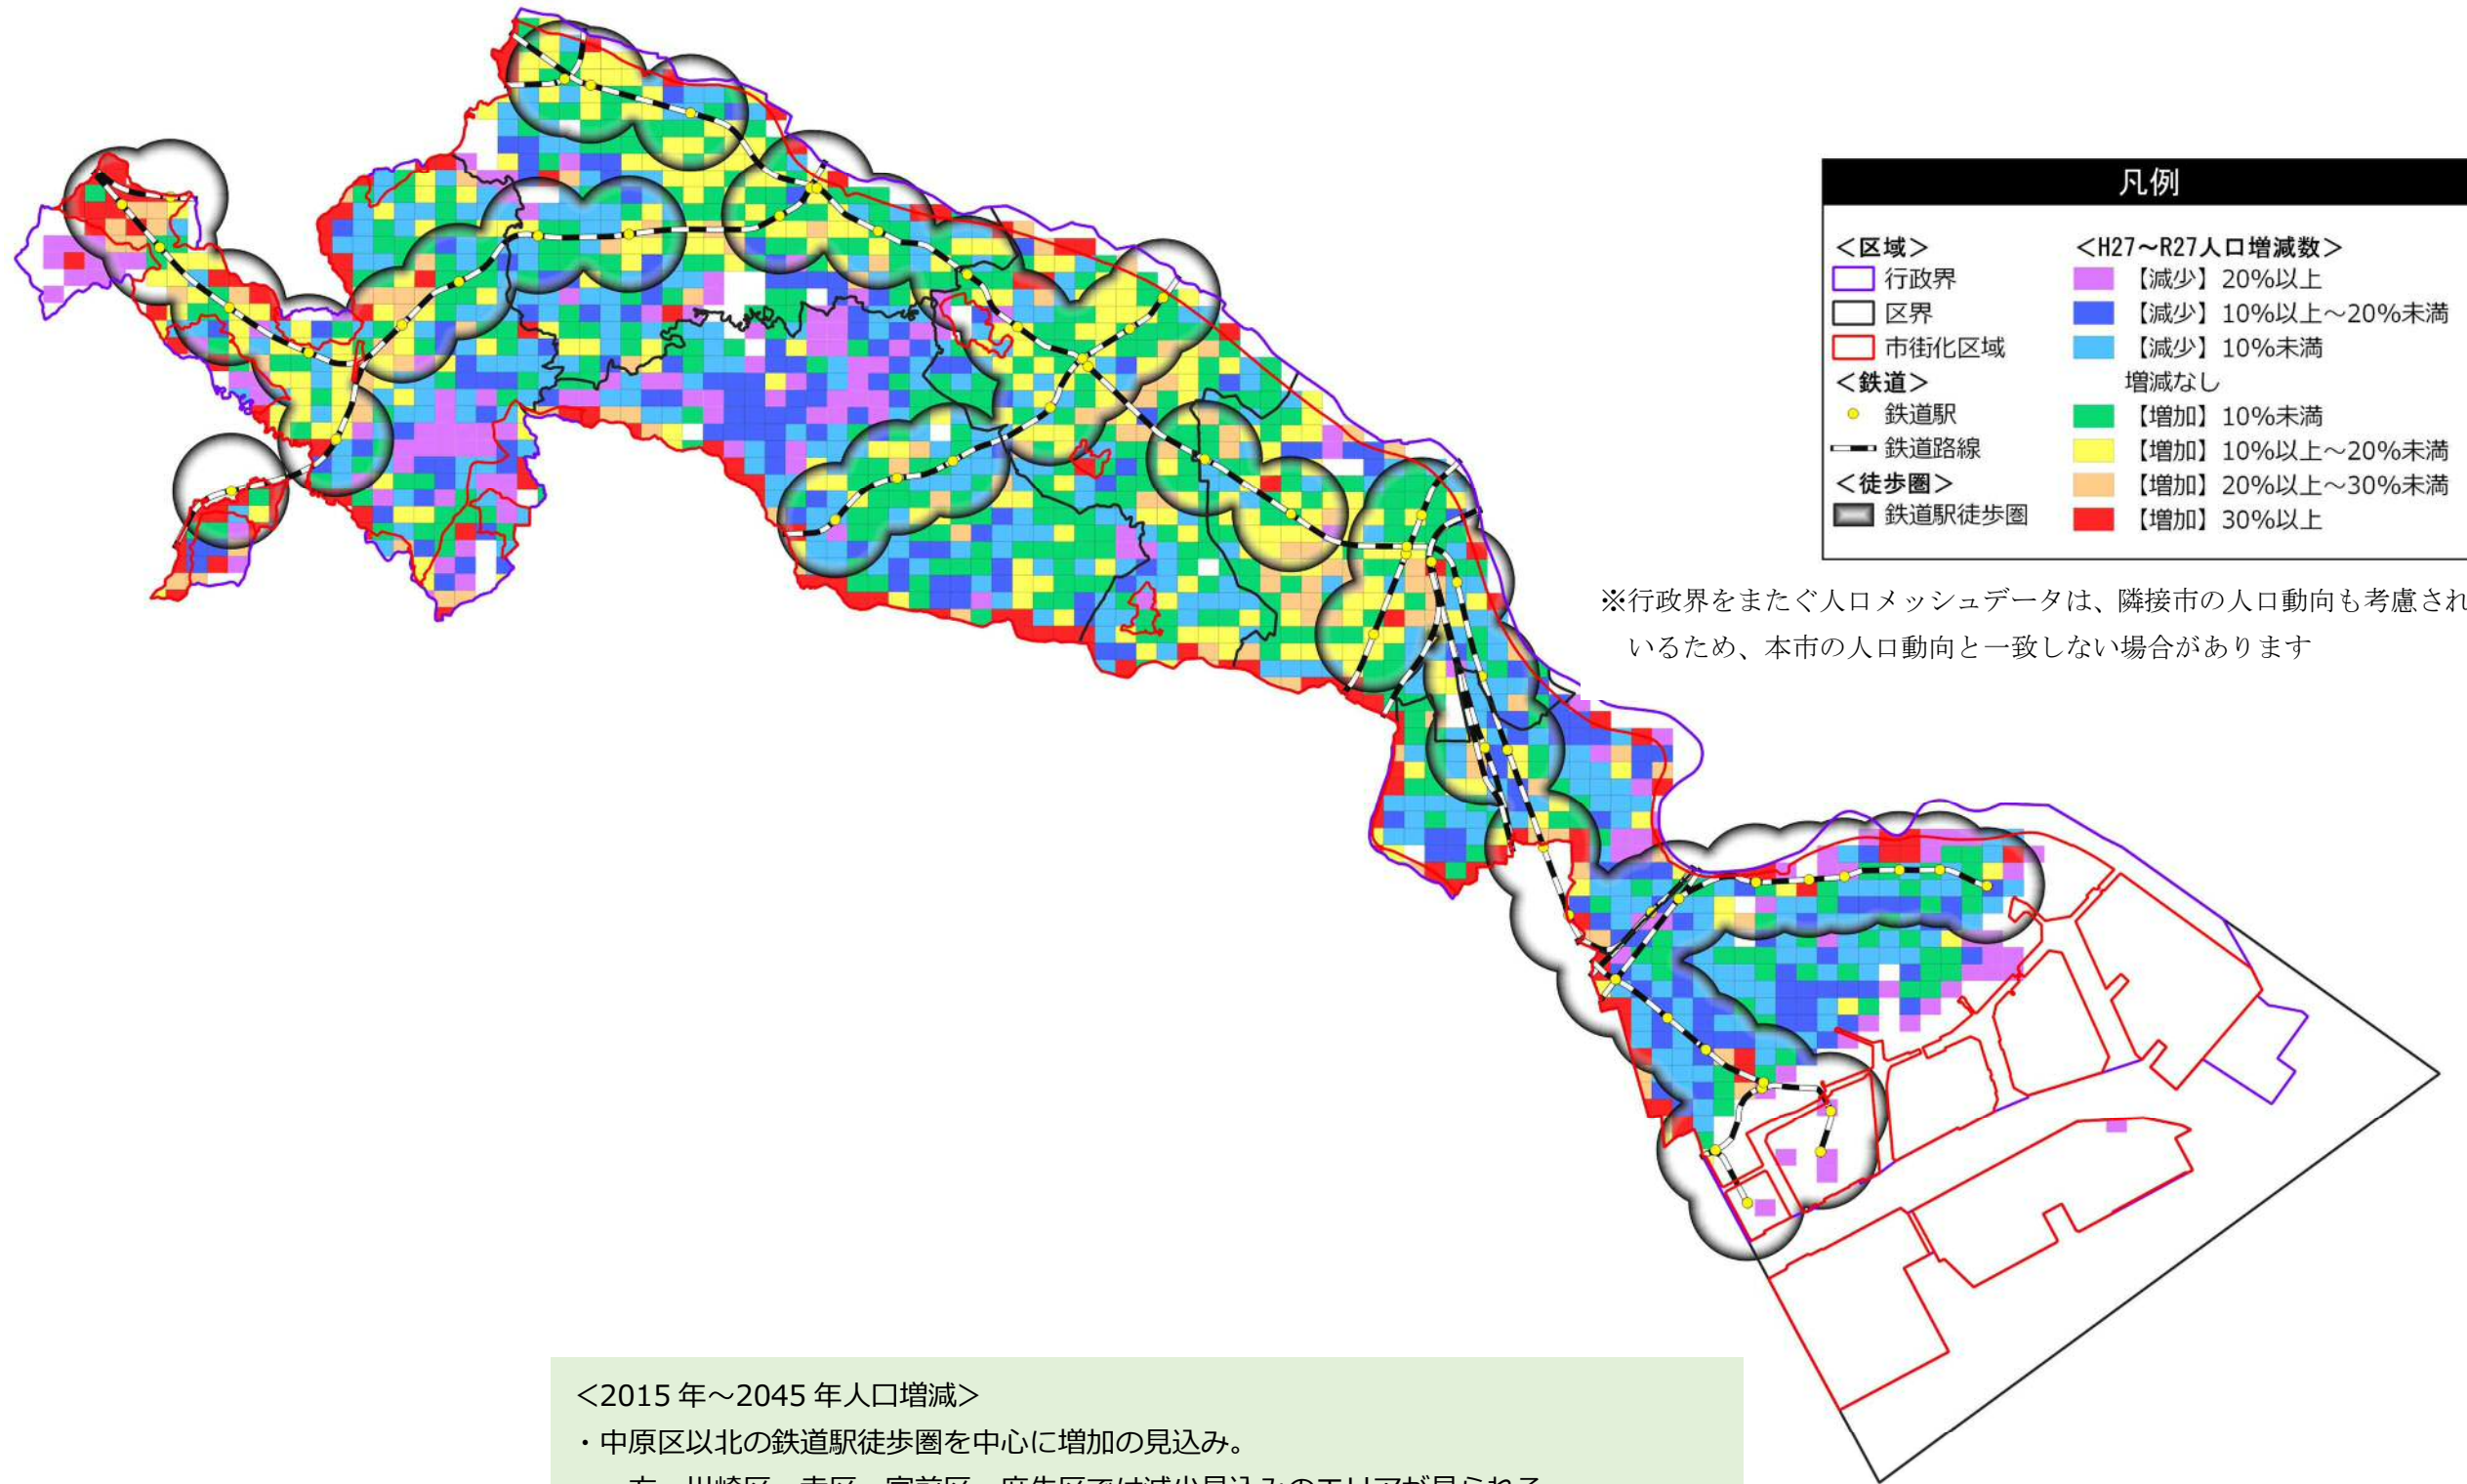 凡例
＜区域＞
行政界
区界
市街化区域
＜鉄道＞
鉄道駅
鉄道路線
＜徒歩圏＞
鉄道駅徒歩圏
＜H27～R27人口増減数＞
【減少】20%以上
【減少】10%以上～20%未満
【減少】10%未満
増減なし
【増加】10%未満
【増加】10%以上～20%未満
【増加】20%以上～30%未満
【増加】30%以上
※行政界をまたぐ人口メッシュデータは、隣接市の人口動向も考慮され
いるため、本市の人口動向と一致しない場合があります
＜2015年～2045年人口増減＞
・中原区以北の鉄道駅徒歩圏を中心に増加の見込み。